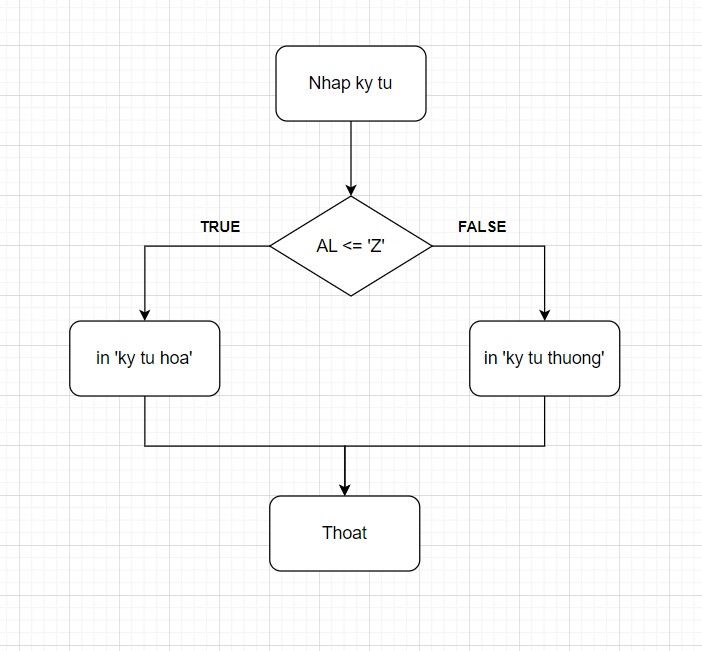 Nhap ky tu
TRUE
FALSE
AL <= 'Z'
in 'ky tu hoa'
in 'ky tu thuong'
Thoat